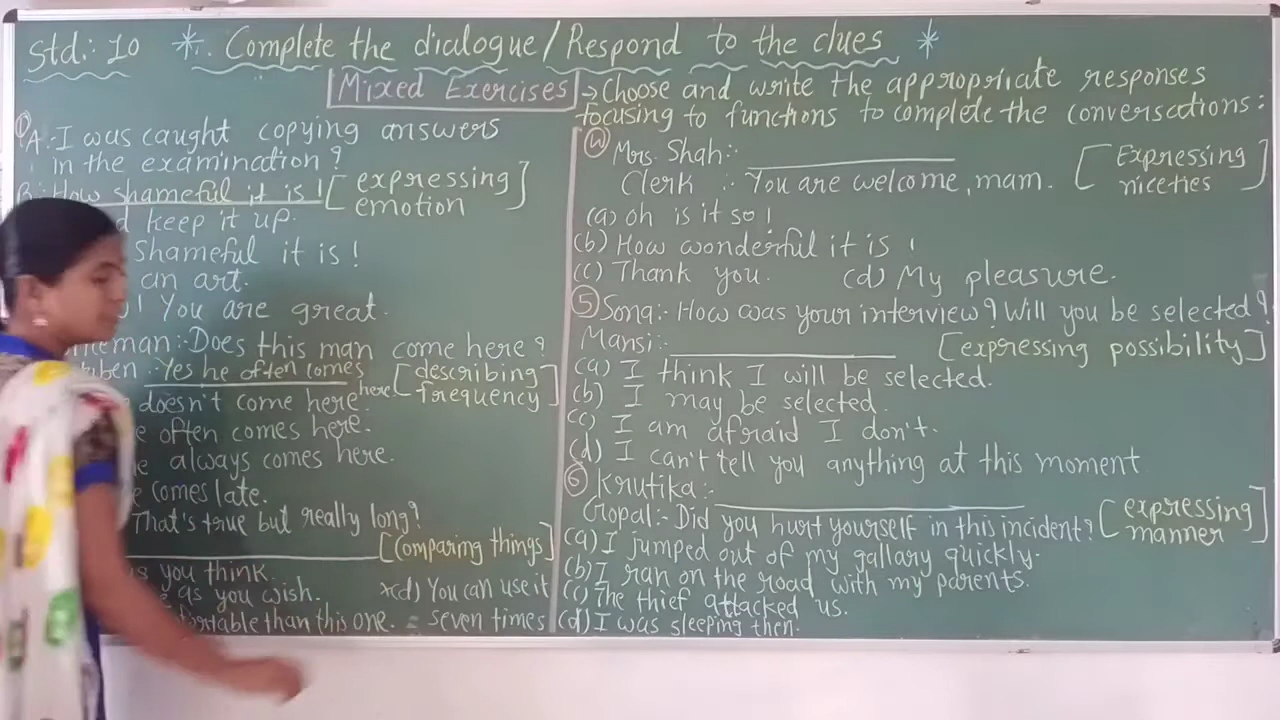 Std.: 10 * Complete the dialogue/Respond to the clues *
Mixed Exercises → Choose and write the appropriate responses
focusing to functions to complete the conversations:
① A:- I was caught copying answers
in the examination?
B:- How shameful it is! [expressing
emotion]
keep it up.
Shameful it is!
an art.
! You are great.
Does this man come here?
Yes he often comes
here [describing
frequency]
doesn't come here.
often comes here.
always comes here.
comes late.
That's true but really long?
[Comparing things]
you think.
as you wish. x(d) You can use it
than this one. = seven times
④ Mrs. Shah:- ____ [Expressing
niceties]
Clerk :- You are welcome, mam.
(a) Oh is it so!
(b) How wonderful it is !
(c) Thank you. (d) My pleasure.
⑤ Sona:- How was your interview? Will you be selected?
Mansi:- ____ [expressing possibility]
(a) I think I will be selected.
(b) I may be selected.
(c) I am afraid I don't.
(d) I can't tell you anything at this moment
⑥ Krutika:- ____
Gopal:- Did you hurt yourself in this incident? [expressing
manner]
(a) I jumped out of my gallary quickly.
(b) I ran on the road with my parents.
(c) The thief attacked us.
(d) I was sleeping then.